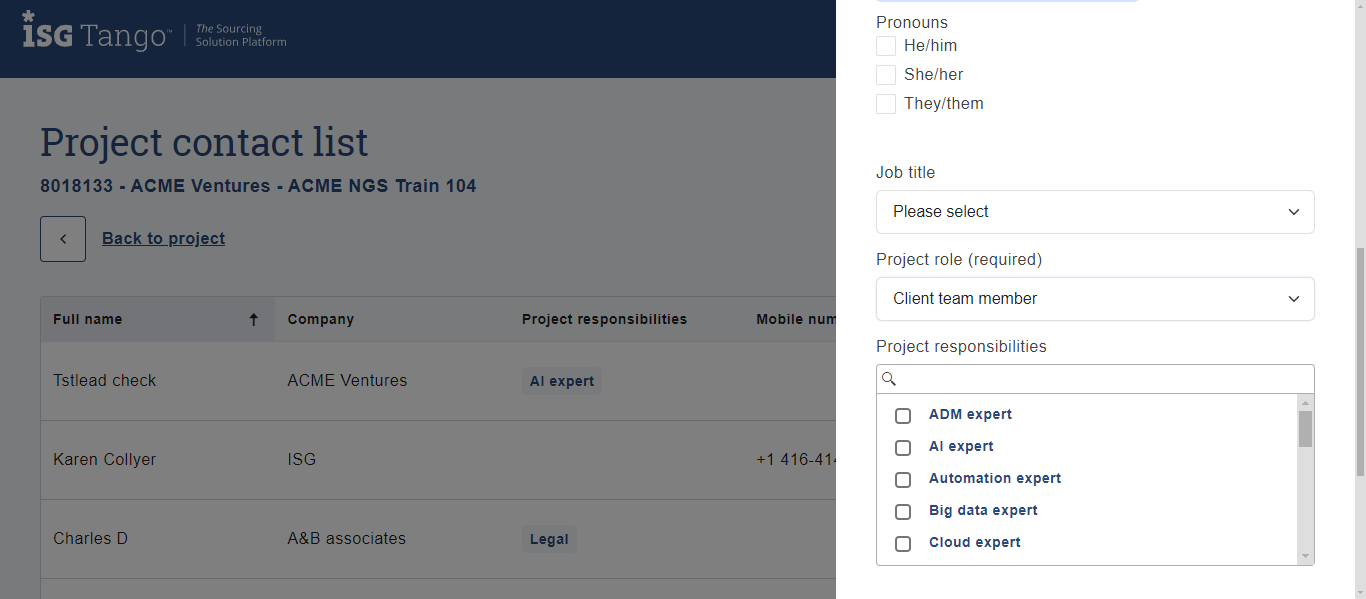 *
iSG Tango™
The Sourcing
Solution Platform
Project contact list
8018133 - ACME Ventures - ACME NGS Train 104
Back to project
Full name Company Project responsibilities Mobile num
Tstlead check ACME Ventures AI expert
Karen Collyer ISG +1 416-414
Charles D A&B associates Legal
Pronouns
He/him
She/her
They/them
Job title
Please select
Project role (required)
Client team member
Project responsibilities
ADM expert
AI expert
Automation expert
Big data expert
Cloud expert